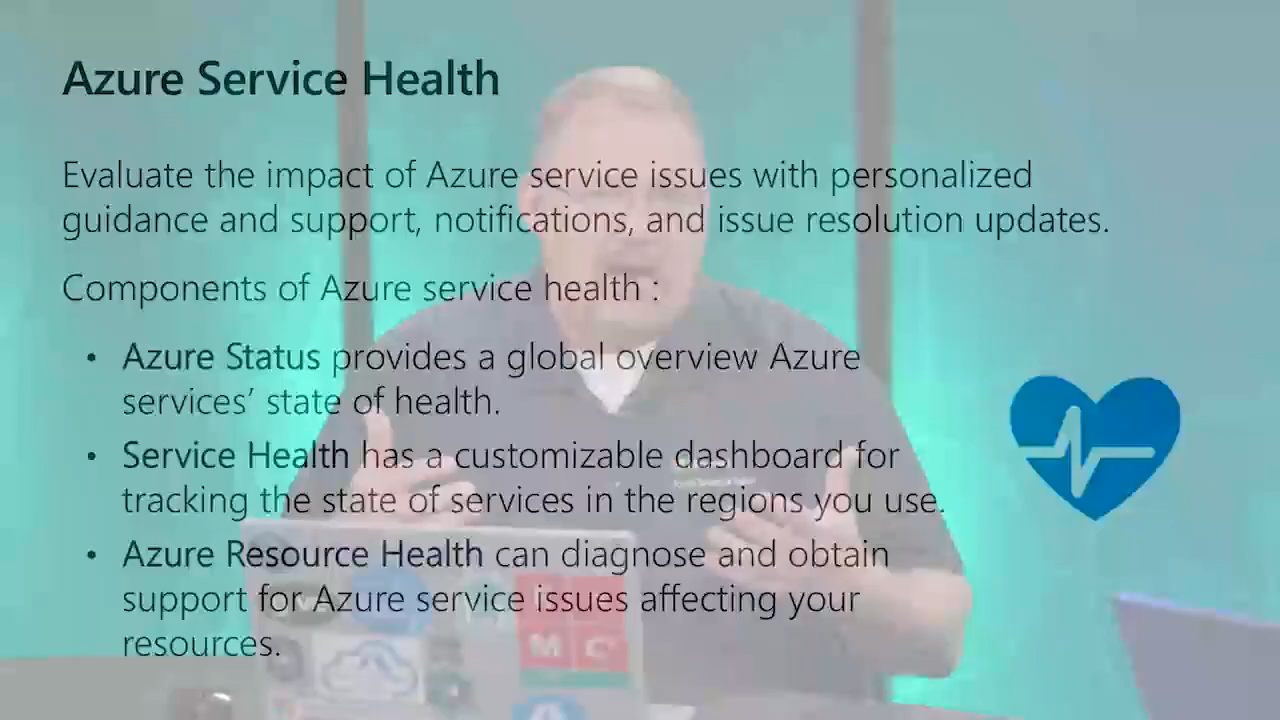 Azure Service Health
Evaluate the impact of Azure service issues with personalized
guidance and support, notifications, and issue resolution updates.
Components of Azure service health :
• Azure Status provides a global overview Azure
services’ state of health.
• Service Health has a customizable dashboard for
tracking the state of services in the regions you use.
• Azure Resource Health can diagnose and obtain
support for Azure service issues affecting your
resources.
M C